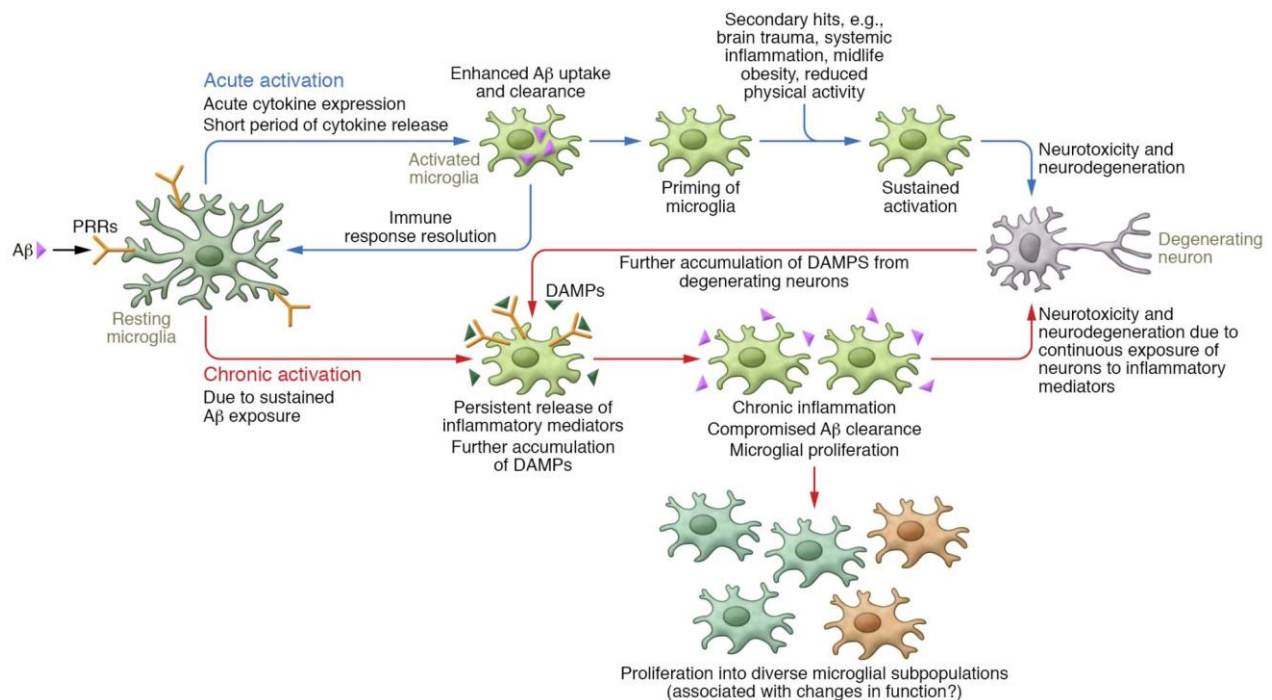 Secondary hits, e.g.,
brain trauma, systemic
inflammation, midlife
obesity, reduced
physical activity
Acute activation
Acute cytokine expression
Short period of cytokine release
Enhanced Aβ uptake
and clearance
Activated
microglia
Priming of
microglia
Sustained
activation
Neurotoxicity and
neurodegeneration
PRRs
Aβ
Immune
response resolution
Resting
microglia
Degenerating
neuron
Further accumulation of DAMPS from
degenerating neurons
DAMPs
Chronic activation
Due to sustained
Aβ exposure
Persistent release of
inflammatory mediators
Further accumulation
of DAMPs
Chronic inflammation
Compromised Aβ clearance
Microglial proliferation
Neurotoxicity and
neurodegeneration due to
continuous exposure of
neurons to inflammatory
mediators
Proliferation into diverse microglial subpopulations
(associated with changes in function?)